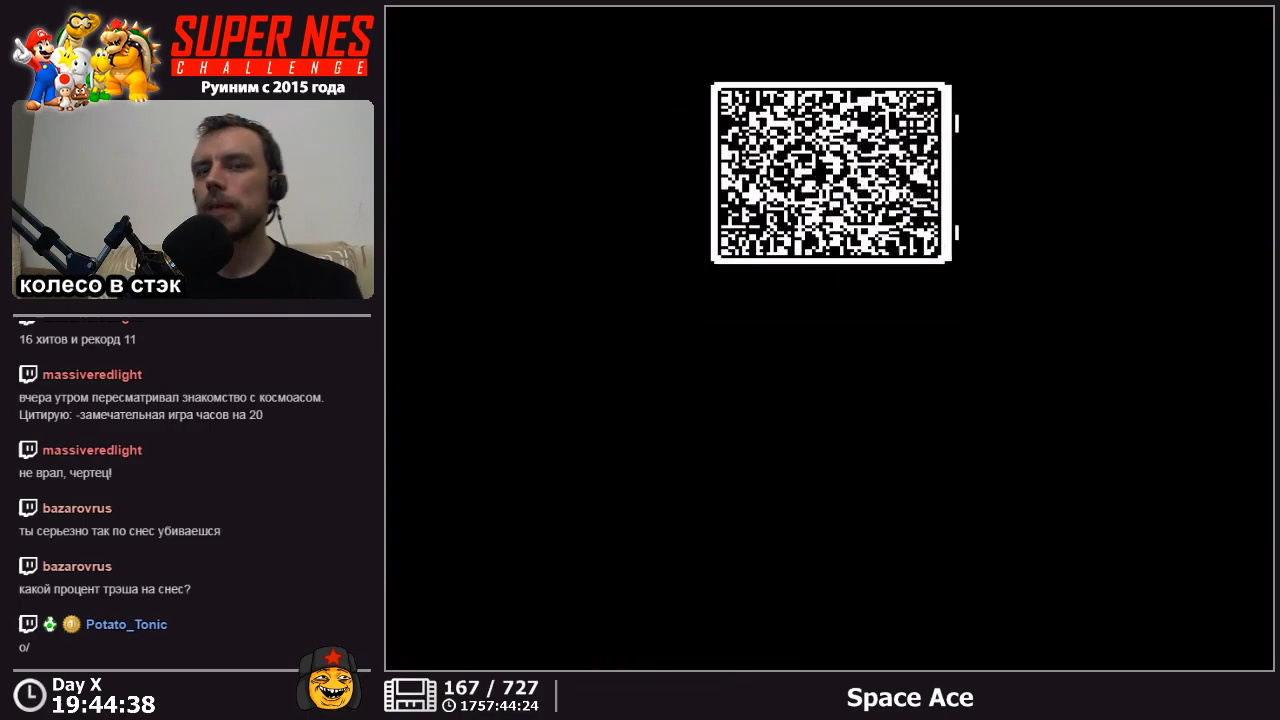 SUPER NES
CHALLENGE
Руиним с 2015 года
колесо в стэк
16 хитов и рекорд 11
massiveredlight
вчера утром пересматривал знакомство с космоасом.
Цитирую: -замечательная игра часов на 20
massiveredlight
не врал, чертец!
bazarovrus
ты серьезно так по снес убиваешся
bazarovrus
какой процент трэша на снес?
Potato_Tonic
o/
Day X
19:44:38
167 / 727
1757:44:24
Space Ace